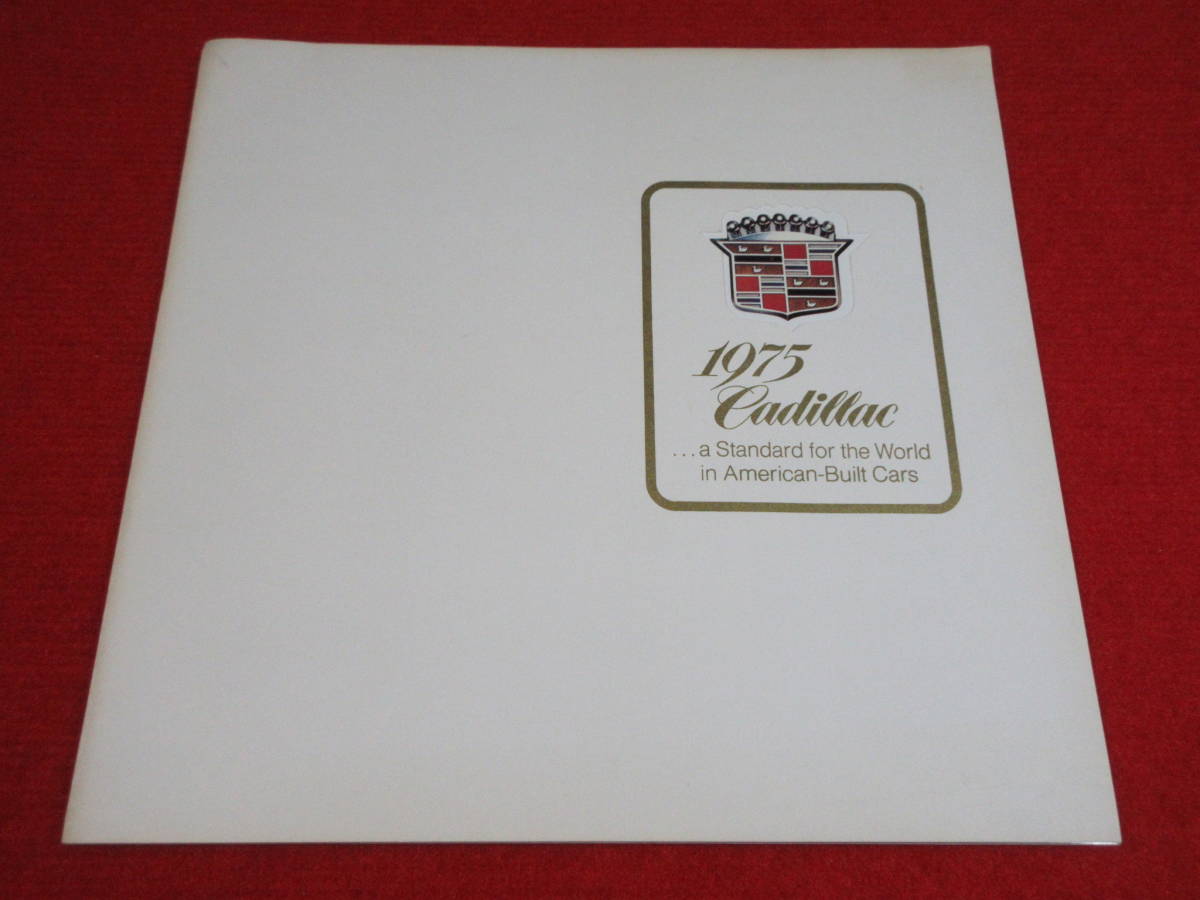 1975
Cadillac
...a Standard for the World
in American-Built Cars